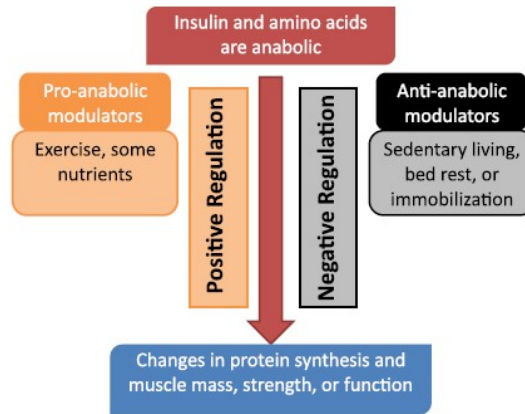 Insulin and amino acids
are anabolic
Pro-anabolic
modulators
Exercise, some
nutrients
Positive Regulation
Negative Regulation
Anti-anabolic
modulators
Sedentary living,
bed rest, or
immobilization
Changes in protein synthesis and
muscle mass, strength, or function